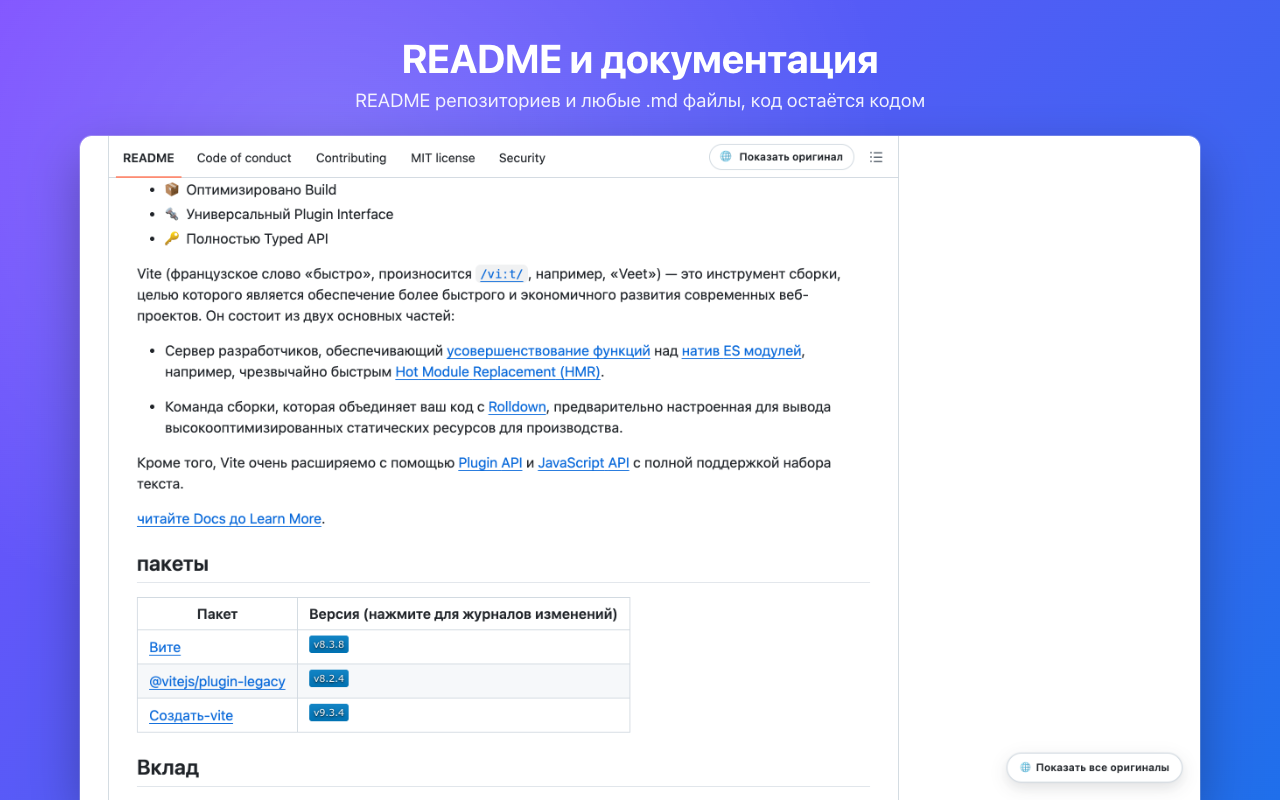 README и документация
README репозиториев и любые .md файлы, код остаётся кодом
README Code of conduct Contributing MIT license Security Показать оригинал
Оптимизировано Build
Универсальный Plugin Interface
Полностью Typed API
Vite (французское слово «быстро», произносится /viːt/, например, «Veet») — это инструмент сборки,
целью которого является обеспечение более быстрого и экономичного развития современных веб-
проектов. Он состоит из двух основных частей:
Сервер разработчиков, обеспечивающий усовершенствование функций над натив ES модулей,
например, чрезвычайно быстрым Hot Module Replacement (HMR).
Команда сборки, которая объединяет ваш код с Rolldown, предварительно настроенная для вывода
высокооптимизированных статических ресурсов для производства.
Кроме того, Vite очень расширяемо с помощью Plugin API и JavaScript API с полной поддержкой набора
текста.
читайте Docs до Learn More.
пакеты
Пакет Версия (нажмите для журналов изменений)
Вите v8.3.8
@vitejs/plugin-legacy v8.2.4
Создать-vite v9.3.4
Вклад
Показать все оригиналы